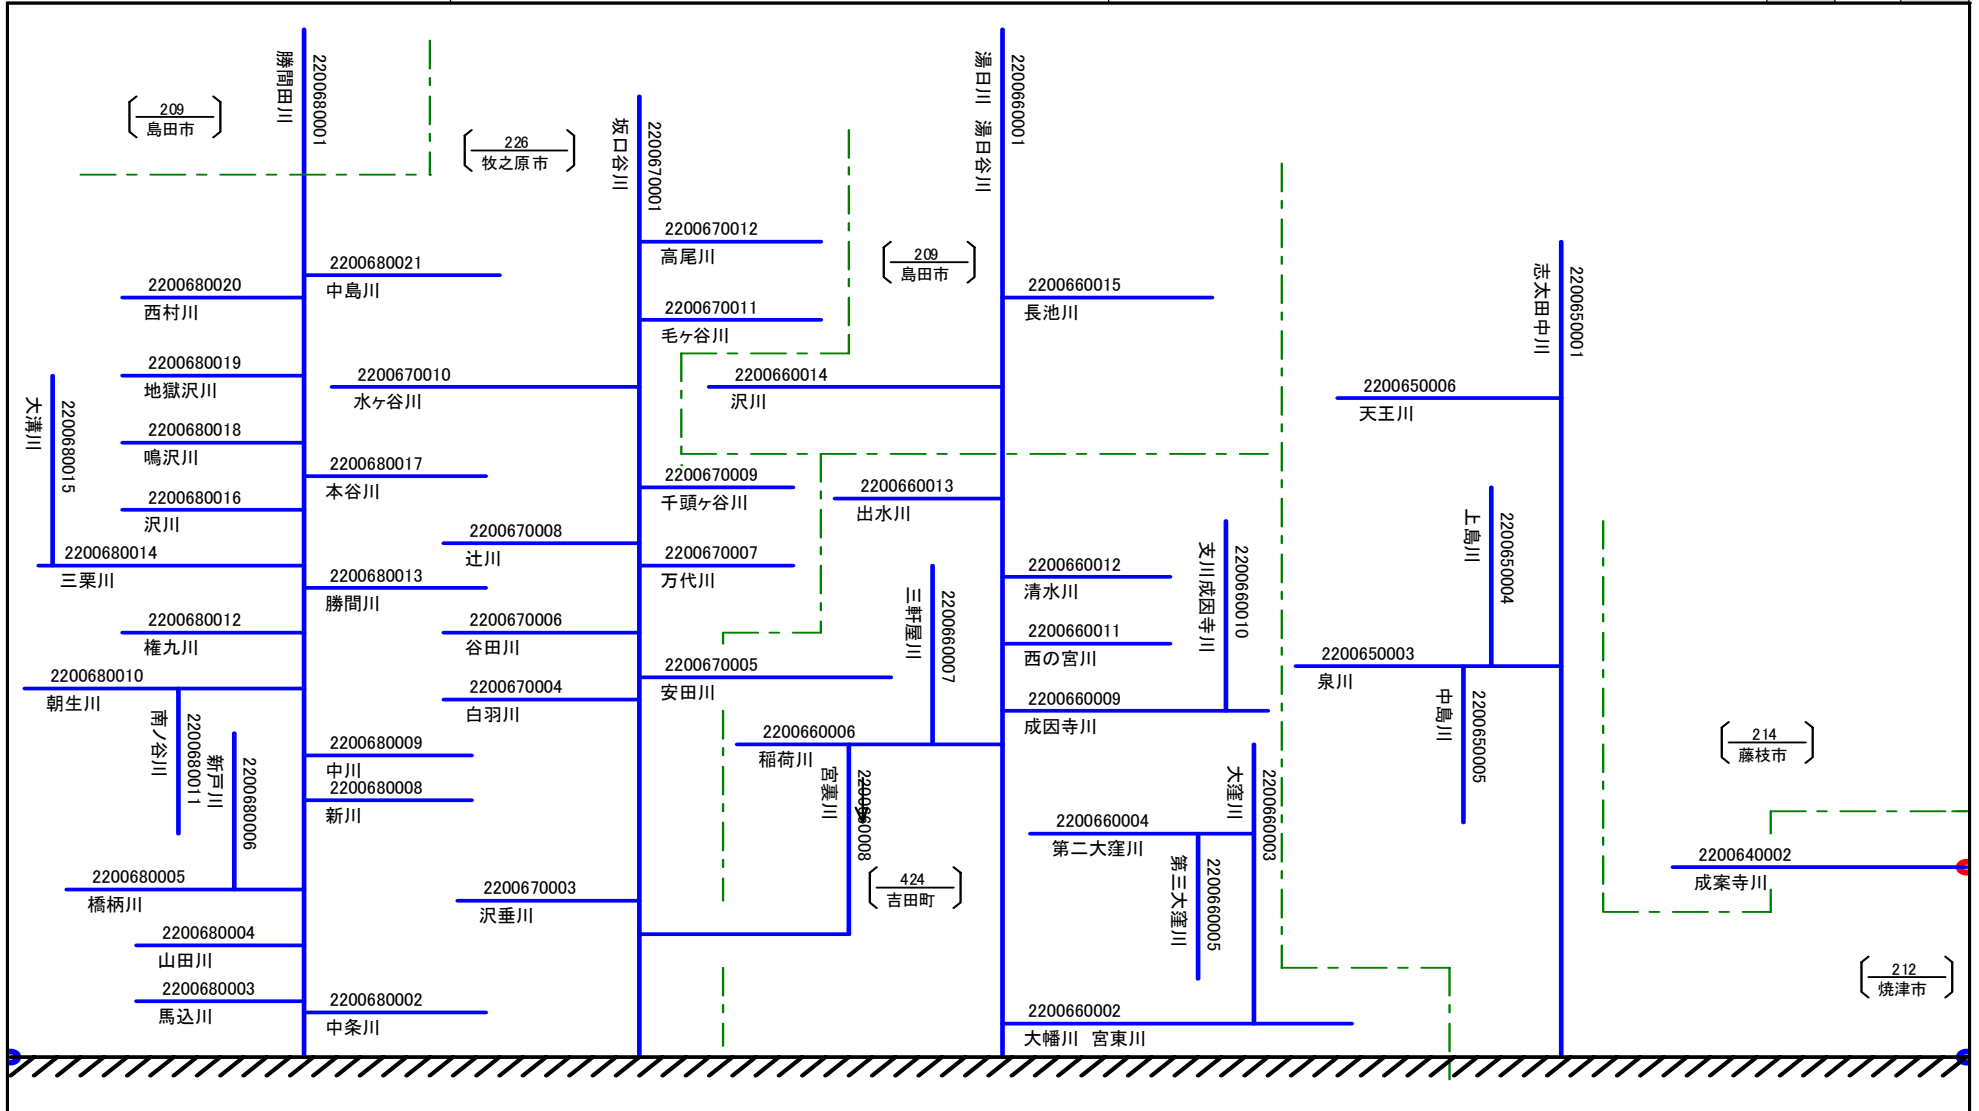 勝間田川
2200680001
209
島田市
226
牧之原市
坂口谷川
2200670001
湯日川 湯日谷川
2200660001
2200670012
高尾川
209
島田市
2200680021
中島川
2200680020
西村川
2200670011
毛ヶ谷川
2200660015
長池川
志太田中川
2200650001
2200680019
地獄沢川
2200670010
水ヶ谷川
2200660014
沢川
2200650006
天王川
大溝川
2200680015
2200680018
鳴沢川
2200680017
本谷川
2200670009
千頭ヶ谷川
2200660013
出水川
2200680016
沢川
上島川
2200650004
2200670008
辻川
2200680014
三栗川
2200670007
万代川
2200660012
清水川
支川成因寺川
2200660010
2200680013
勝間川
三軒屋川
2200660007
2200680012
権九川
2200670006
谷田川
2200660011
西の宮川
2200650003
泉川
2200670005
安田川
2200680010
朝生川
2200670004
白羽川
2200660009
成因寺川
中島川
2200650005
南ノ谷川
2200680011
2200680009
中川
2200660006
稲荷川
214
藤枝市
新戸川
2200680006
2200680008
新川
宮裏川
2200660008
大窪川
2200660003
2200660004
第二大窪川
第三大窪川
2200660005
2200640002
成案寺川
2200680005
橋柄川
2200670003
沢垂川
424
吉田町
2200680004
山田川
212
焼津市
2200680003
馬込川
2200680002
中条川
2200660002
大幡川 宮東川